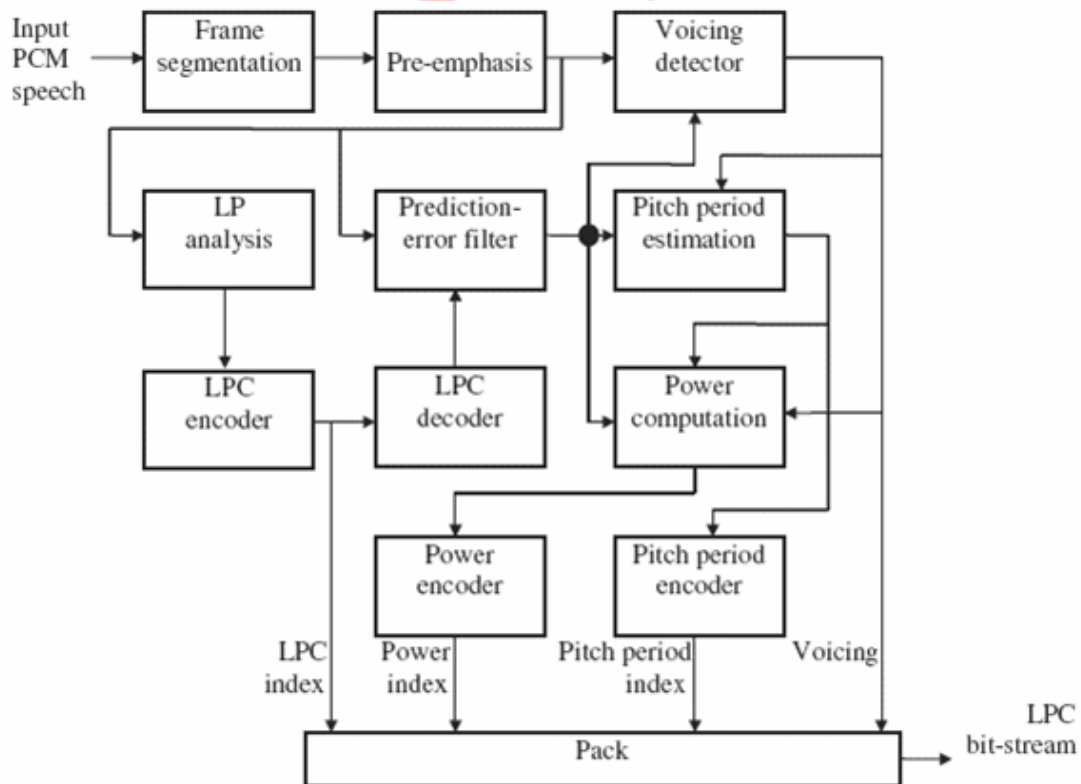 Input
PCM
speech
Frame
segmentation
Pre-emphasis
Voicing
detector
LP
analysis
Prediction-
error filter
Pitch period
estimation
LPC
encoder
LPC
decoder
Power
computation
Power
encoder
Pitch period
encoder
LPC
index
Power
index
Pitch period
index
Voicing
Pack
LPC
bit-stream